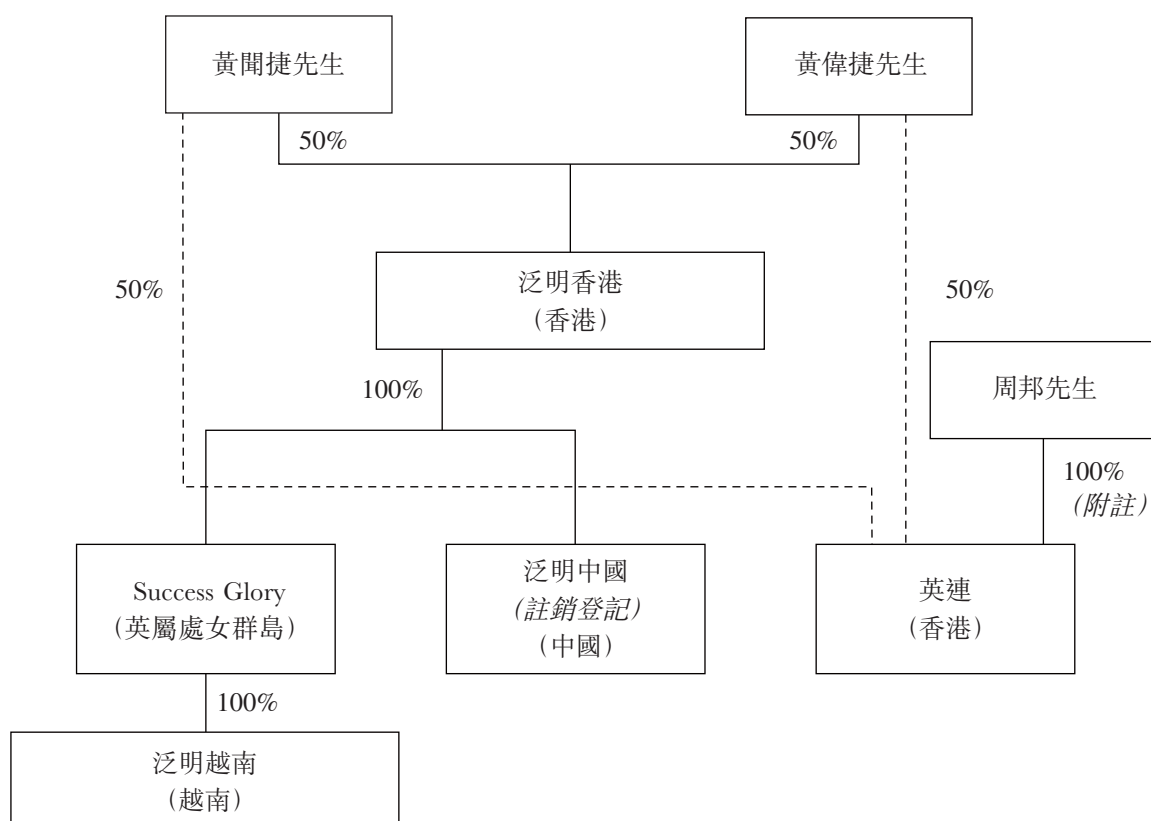 黃聞捷先生
黃偉捷先生
50%
50%
泛明香港
（香港）
50%
50%
周邦先生
100%
100%
（附註）
Success Glory
（英屬處女群島）
泛明中國
（註銷登記）
（中國）
英連
（香港）
100%
泛明越南
（越南）